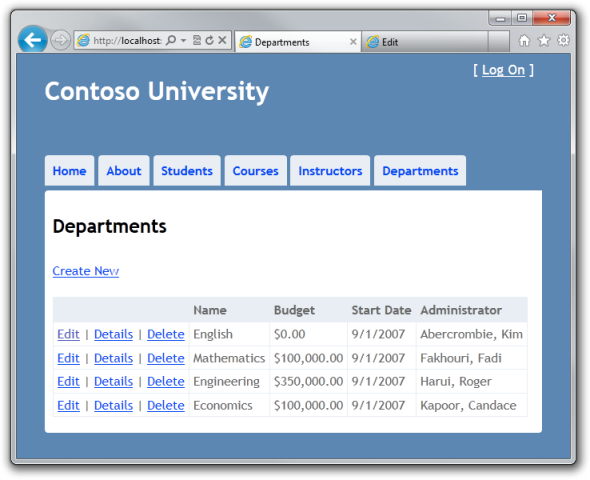 http://localhost:
Departments
Edit
[ Log On ]
Contoso University
Home About Students Courses Instructors Departments
Departments
Create New
Name Budget Start Date Administrator
Edit | Details | Delete English $0.00 9/1/2007 Abercrombie, Kim
Edit | Details | Delete Mathematics $100,000.00 9/1/2007 Fakhouri, Fadi
Edit | Details | Delete Engineering $350,000.00 9/1/2007 Harui, Roger
Edit | Details | Delete Economics $100,000.00 9/1/2007 Kapoor, Candace